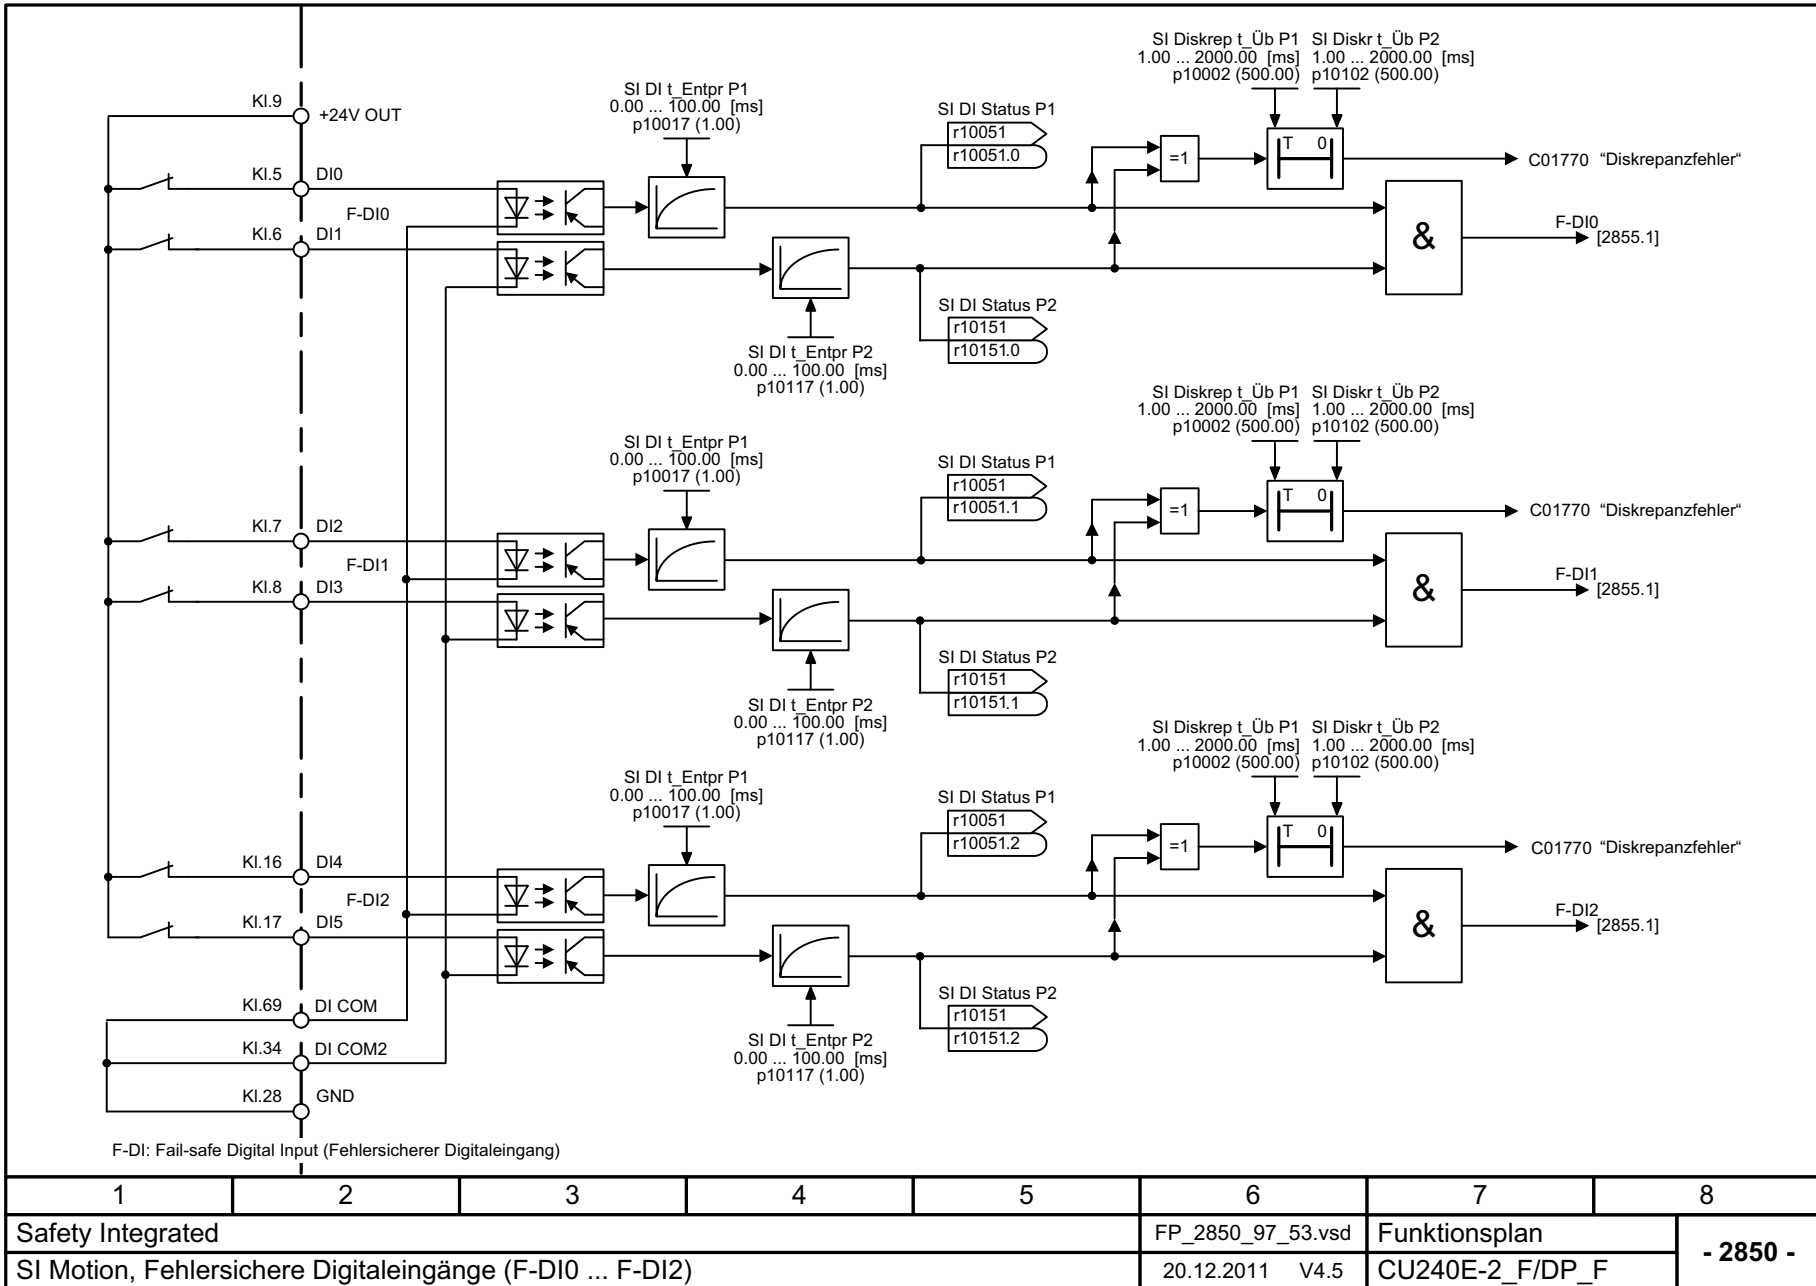 SI Diskrep t_Üb P1 SI Diskr t_Üb P2
1.00 ... 2000.00 [ms] 1.00 ... 2000.00 [ms]
p10002 (500.00) p10102 (500.00)
SI DI t_Entpr P1
0.00 ... 100.00 [ms]
p10017 (1.00)
SI DI Status P1
r10051
r10051.0
Kl.9 +24V OUT
=1
T 0
C01770 "Diskrepanzfehler"
Kl.5 DI0
F-DI0
Kl.6 DI1
&
F-DI0
[2855.1]
SI DI Status P2
r10151
r10151.0
SI DI t_Entpr P2
0.00 ... 100.00 [ms]
p10117 (1.00)
SI Diskrep t_Üb P1 SI Diskr t_Üb P2
1.00 ... 2000.00 [ms] 1.00 ... 2000.00 [ms]
p10002 (500.00) p10102 (500.00)
SI DI t_Entpr P1
0.00 ... 100.00 [ms]
p10017 (1.00)
SI DI Status P1
r10051
r10051.1
=1
T 0
C01770 "Diskrepanzfehler"
Kl.7 DI2
F-DI1
Kl.8 DI3
&
F-DI1
[2855.1]
SI DI Status P2
r10151
r10151.1
SI DI t_Entpr P2
0.00 ... 100.00 [ms]
p10117 (1.00)
SI Diskrep t_Üb P1 SI Diskr t_Üb P2
1.00 ... 2000.00 [ms] 1.00 ... 2000.00 [ms]
p10002 (500.00) p10102 (500.00)
SI DI t_Entpr P1
0.00 ... 100.00 [ms]
p10017 (1.00)
SI DI Status P1
r10051
r10051.2
=1
T 0
C01770 "Diskrepanzfehler"
Kl.16 DI4
F-DI2
Kl.17 DI5
&
F-DI2
[2855.1]
SI DI Status P2
r10151
r10151.2
SI DI t_Entpr P2
0.00 ... 100.00 [ms]
p10117 (1.00)
Kl.69 DI COM
Kl.34 DI COM2
Kl.28 GND
F-DI: Fail-safe Digital Input (Fehlersicherer Digitaleingang)
1 2 3 4 5 6 7 8
Safety Integrated FP_2850_97_53.vsd Funktionsplan
- 2850 -
SI Motion, Fehlersichere Digitaleingänge (F-DI0 ... F-DI2) 20.12.2011 V4.5 CU240E-2_F/DP_F